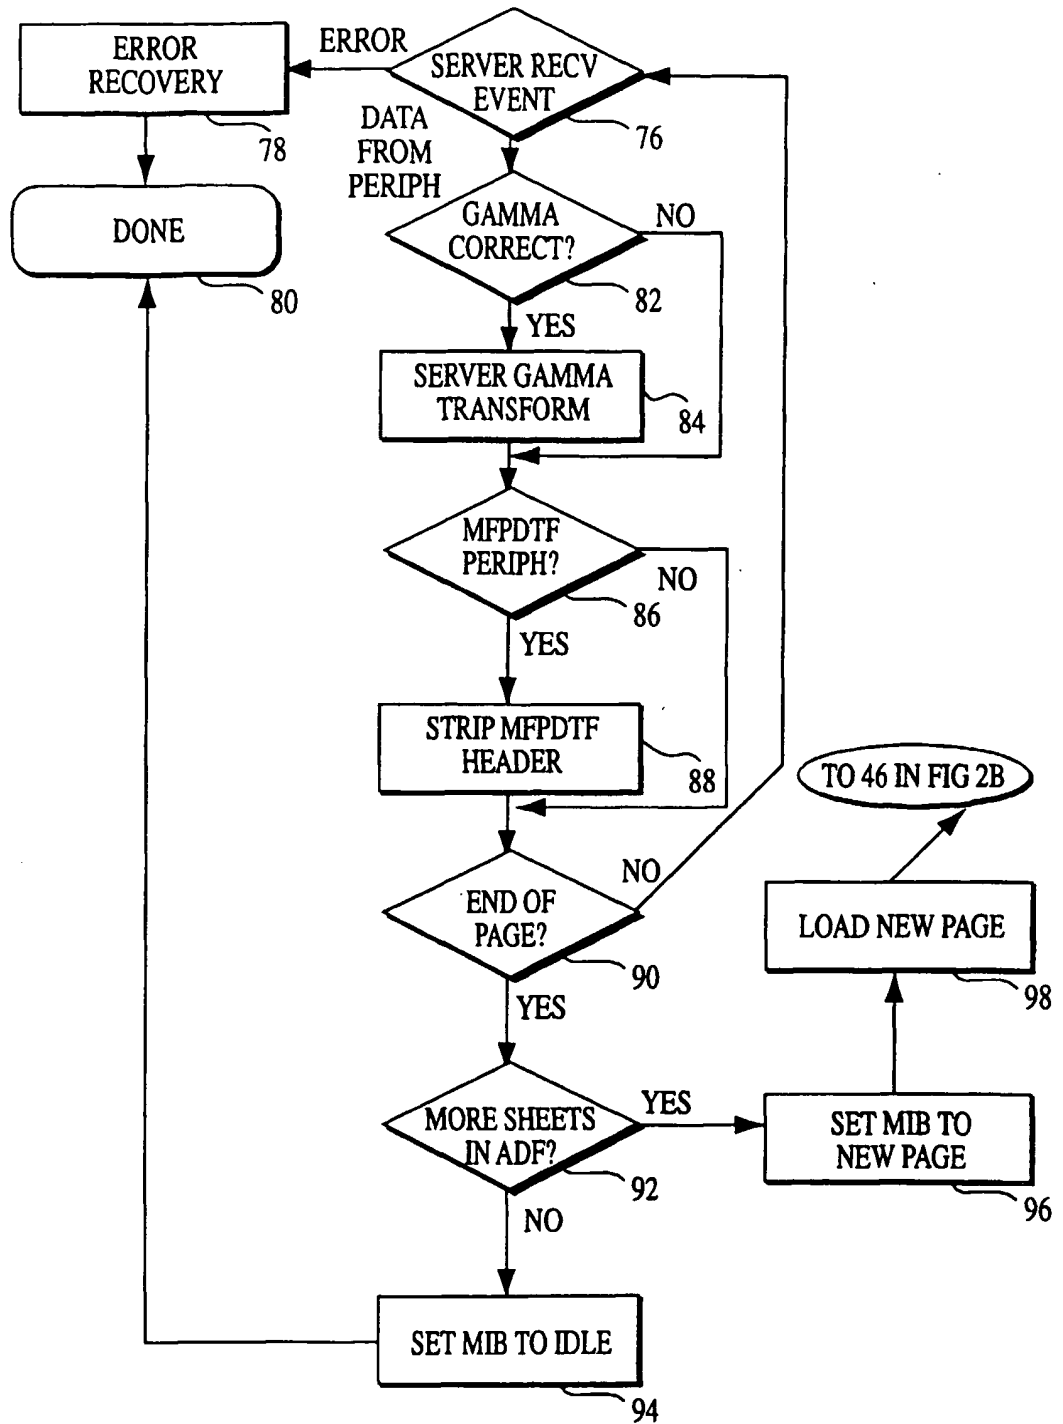 ERROR
RECOVERY
78
ERROR
SERVER RECV
EVENT
76
DATA
FROM
PERIPH
DONE
80
GAMMA
CORRECT?
NO
82
YES
SERVER GAMMA
TRANSFORM
84
MFPDTF
PERIPH?
NO
86
YES
STRIP MFPDTF
HEADER
88
TO 46 IN FIG 2B
END OF
PAGE?
NO
90
YES
LOAD NEW PAGE
98
MORE SHEETS
IN ADF?
YES
92
NO
SET MIB TO
NEW PAGE
96
SET MIB TO IDLE
94